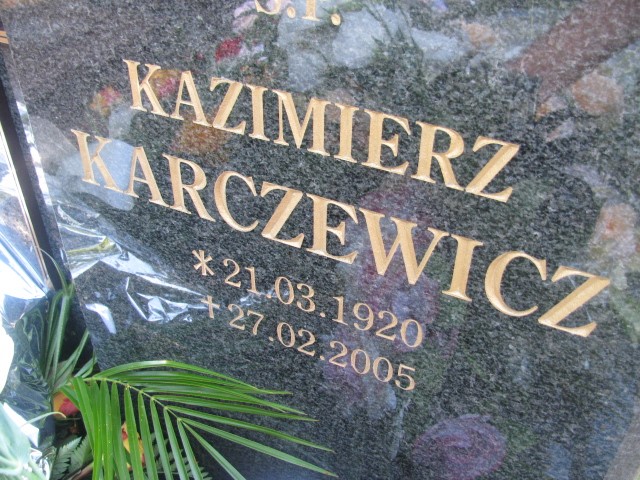 Ś.P.
KAZIMIERZ
KARCZEWICZ
* 21.03.1920
† 27.02.2005